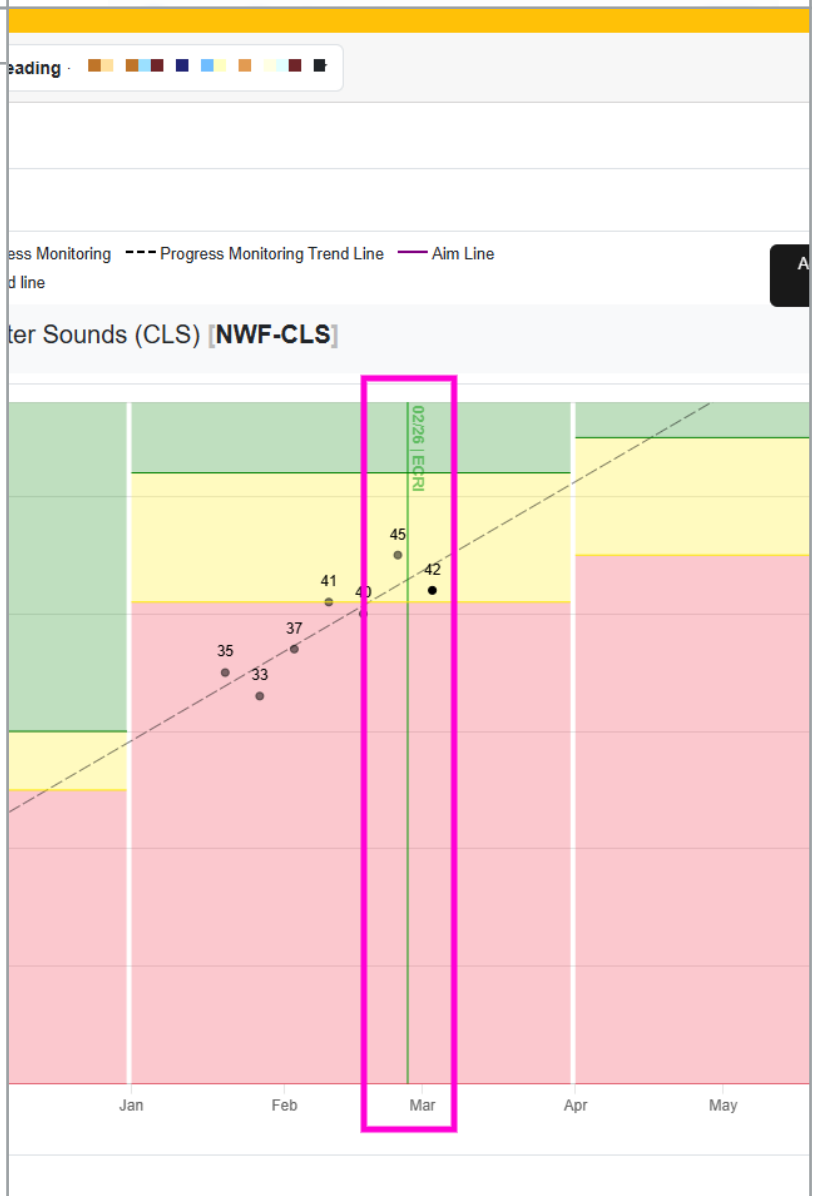 eading ·
ess Monitoring --- Progress Monitoring Trend Line — Aim Line
d line
A
ter Sounds (CLS) [NWF-CLS]
02/26 | ECRI
45
42
41
40
37
35
33
Jan Feb Mar Apr May